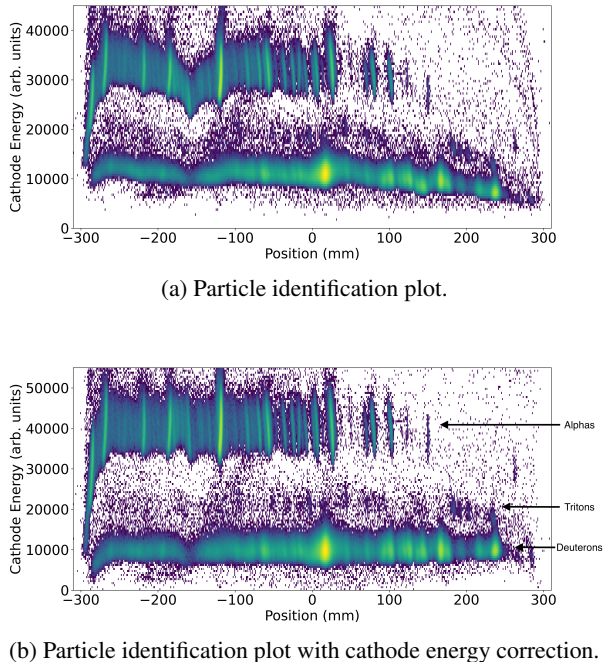 Cathode Energy (arb. units)
40000
30000
20000
10000
0
−300 −200 −100 0 100 200 300
Position (mm)
(a) Particle identification plot.
Cathode Energy (arb. units)
50000
40000
30000
20000
10000
0
Alphas
Tritons
Deuterons
−300 −200 −100 0 100 200 300
Position (mm)
(b) Particle identification plot with cathode energy correction.